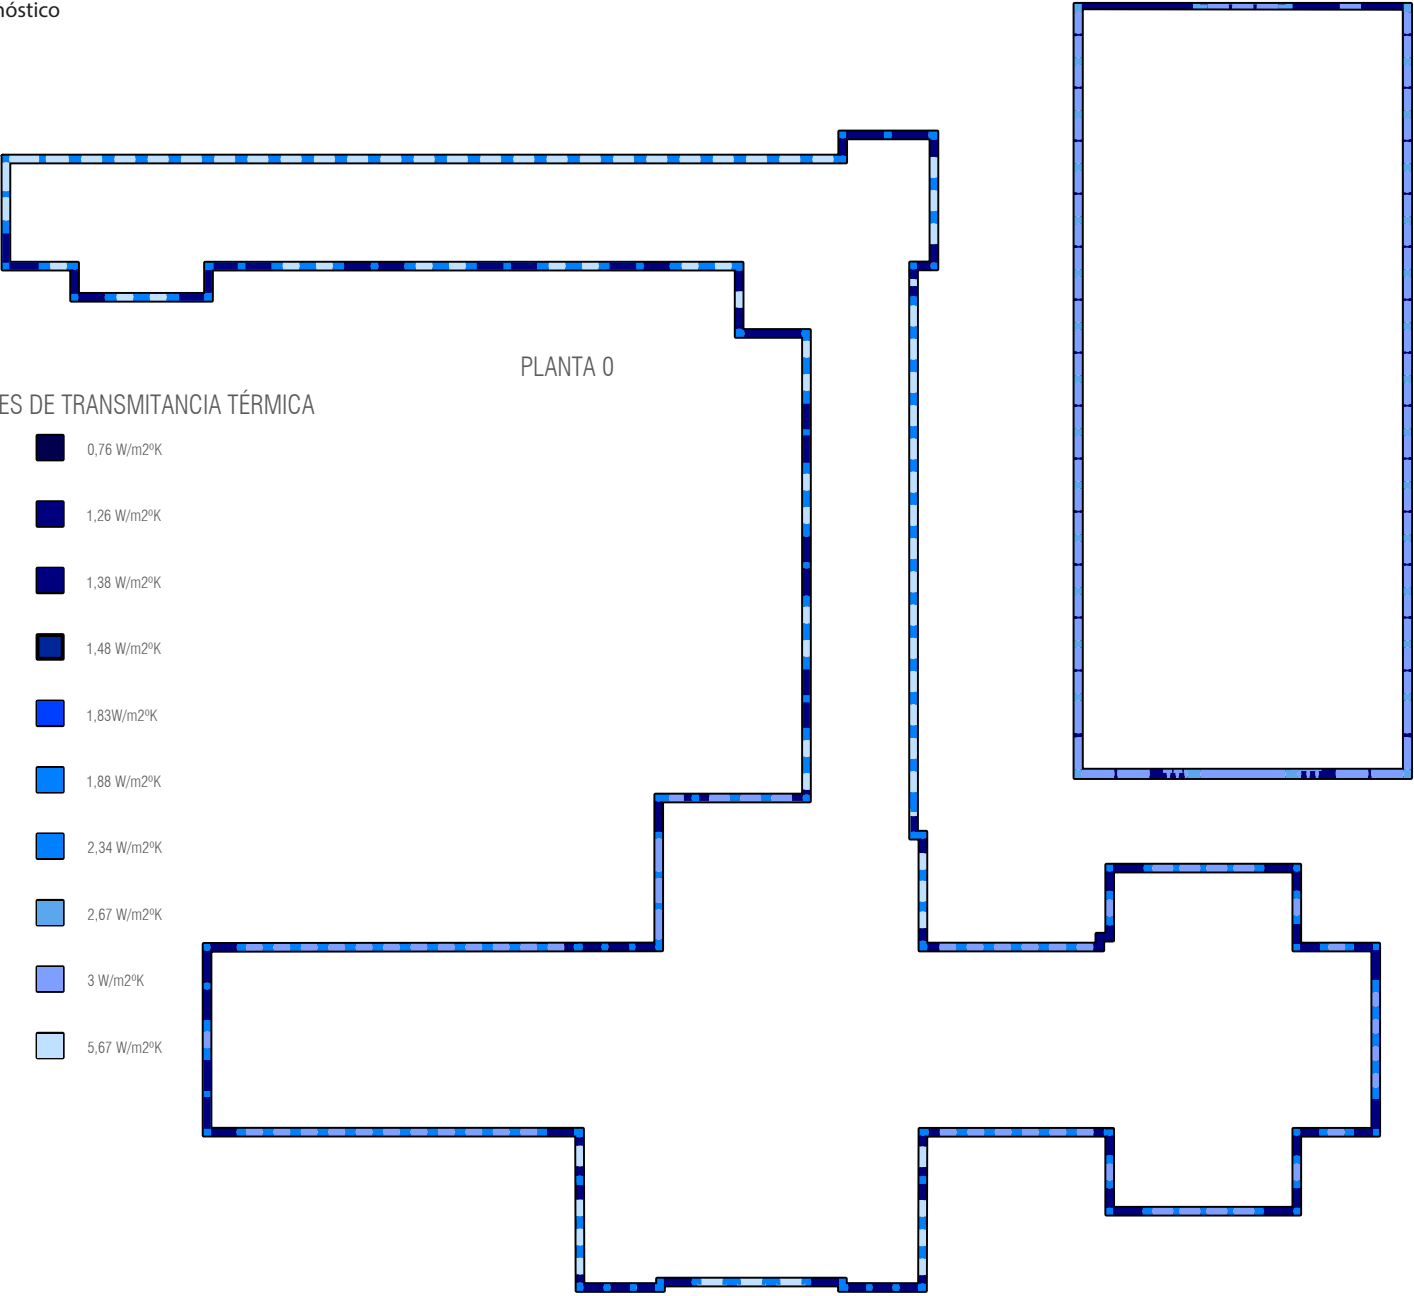 nóstico
PLANTA 0
ES DE TRANSMITANCIA TÉRMICA
0,76 W/m2ºK
1,26 W/m2ºK
1,38 W/m2ºK
1,48 W/m2ºK
1,83W/m2ºK
1,88 W/m2ºK
2,34 W/m2ºK
2,67 W/m2ºK
3 W/m2ºK
5,67 W/m2ºK